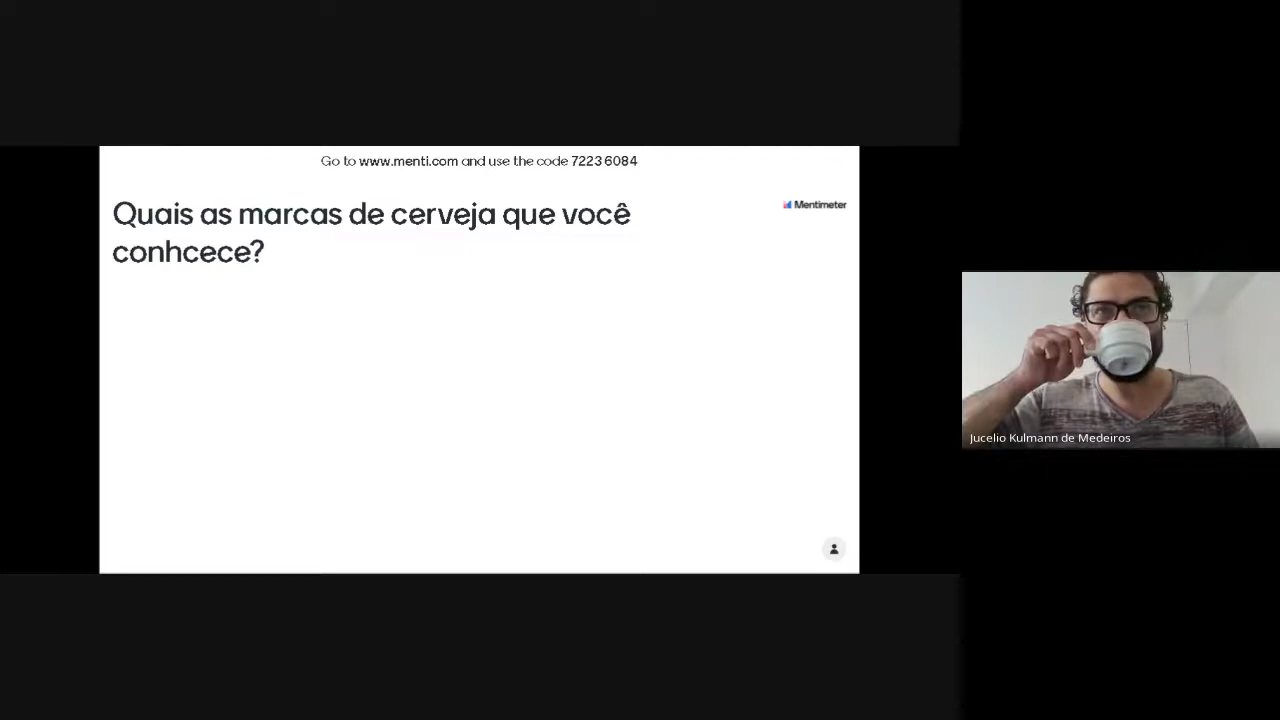 Go to www.menti.com and use the code 7223 6084
Mentimeter
Quais as marcas de cerveja que você
conhcece?
Jucelio Kulmann de Medeiros